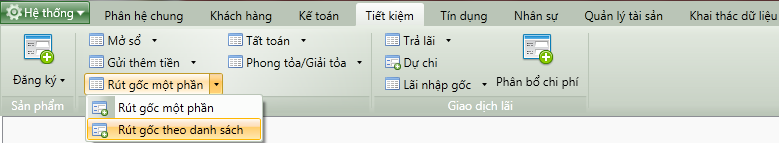 Hệ thống Phân hệ chung Khách hàng Kế toán Tiết kiệm Tín dụng Nhân sự Quản lý tài sản Khai thác dữ liệu
Mở sổ Tất toán Trả lãi
Gửi thêm tiền Phong tỏa/Giải tỏa Dự chi
Đăng ký Rút gốc một phần Lãi nhập gốc Phân bổ chi phí
Sản phẩm Giao dịch lãi
Rút gốc một phần
Rút gốc theo danh sách